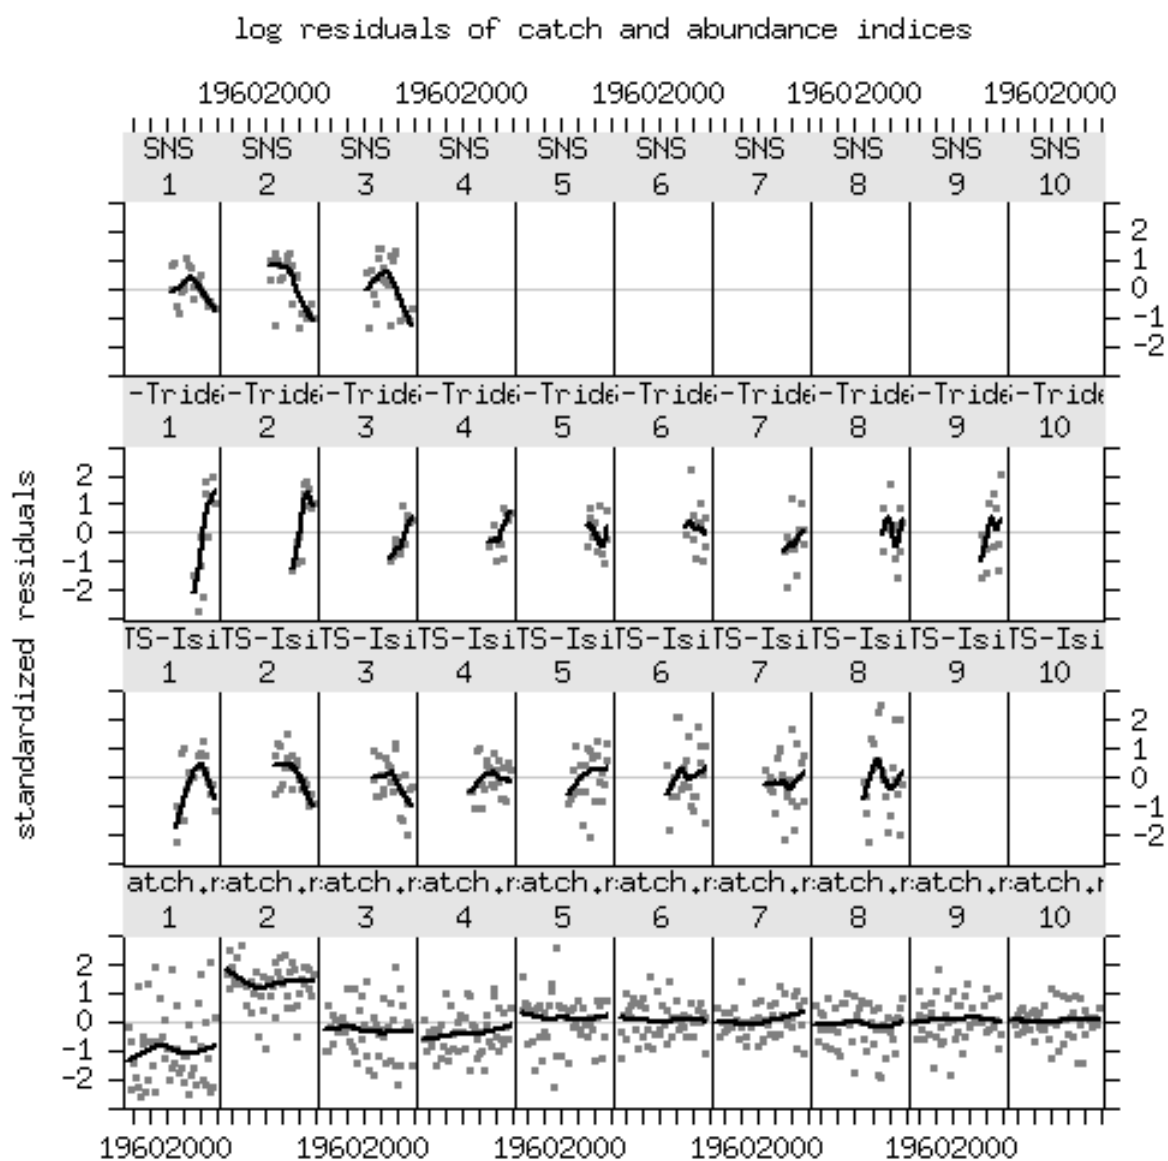 log residuals of catch and abundance indices
19602000 19602000 19602000 19602000 19602000
SNS SNS SNS SNS SNS SNS SNS SNS SNS SNS
1 2 3 4 5 6 7 8 9 10
2
1
0
-1
-2
-Tride -Tride -Tride -Tride -Tride -Tride -Tride -Tride -Tride -Tride
1 2 3 4 5 6 7 8 9 10
2
1
0
-1
-2
standardized residuals
TS-Isi TS-Isi TS-Isi TS-Isi TS-Isi TS-Isi TS-Isi TS-Isi TS-Isi TS-Isi
1 2 3 4 5 6 7 8 9 10
2
1
0
-1
-2
atch.r atch.r atch.r atch.r atch.r atch.r atch.r atch.r atch.r atch.r
1 2 3 4 5 6 7 8 9 10
2
1
0
-1
-2
19602000 19602000 19602000 19602000 19602000